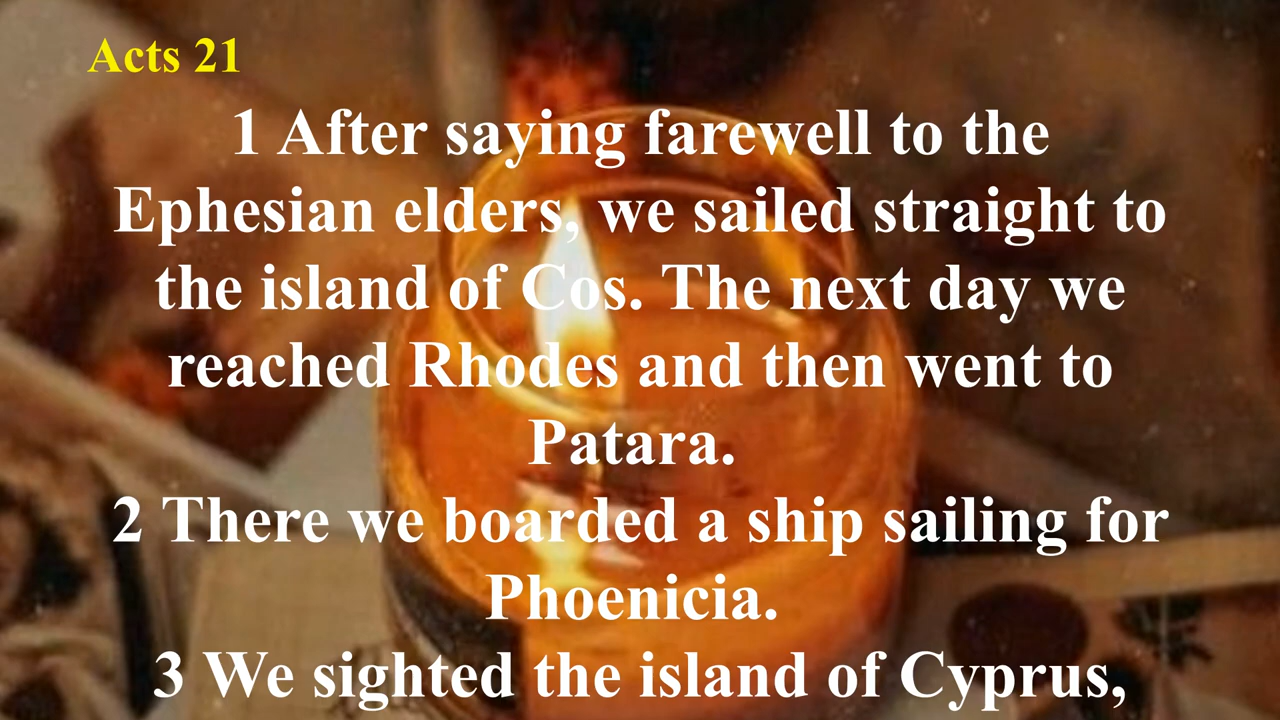 Acts 21
1 After saying farewell to the
Ephesian elders, we sailed straight to
the island of Cos. The next day we
reached Rhodes and then went to
Patara.
2 There we boarded a ship sailing for
Phoenicia.
3 We sighted the island of Cyprus,